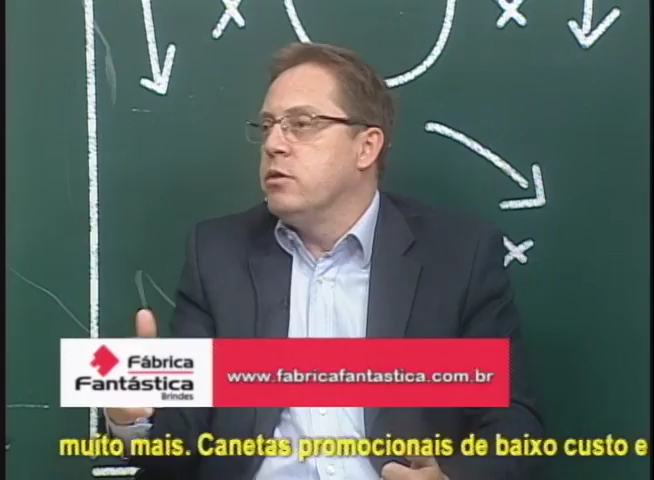 Fábrica
Fantástica
Brindes
www.fabricafantastica.com.br
muito mais. Canetas promocionais de baixo custo e